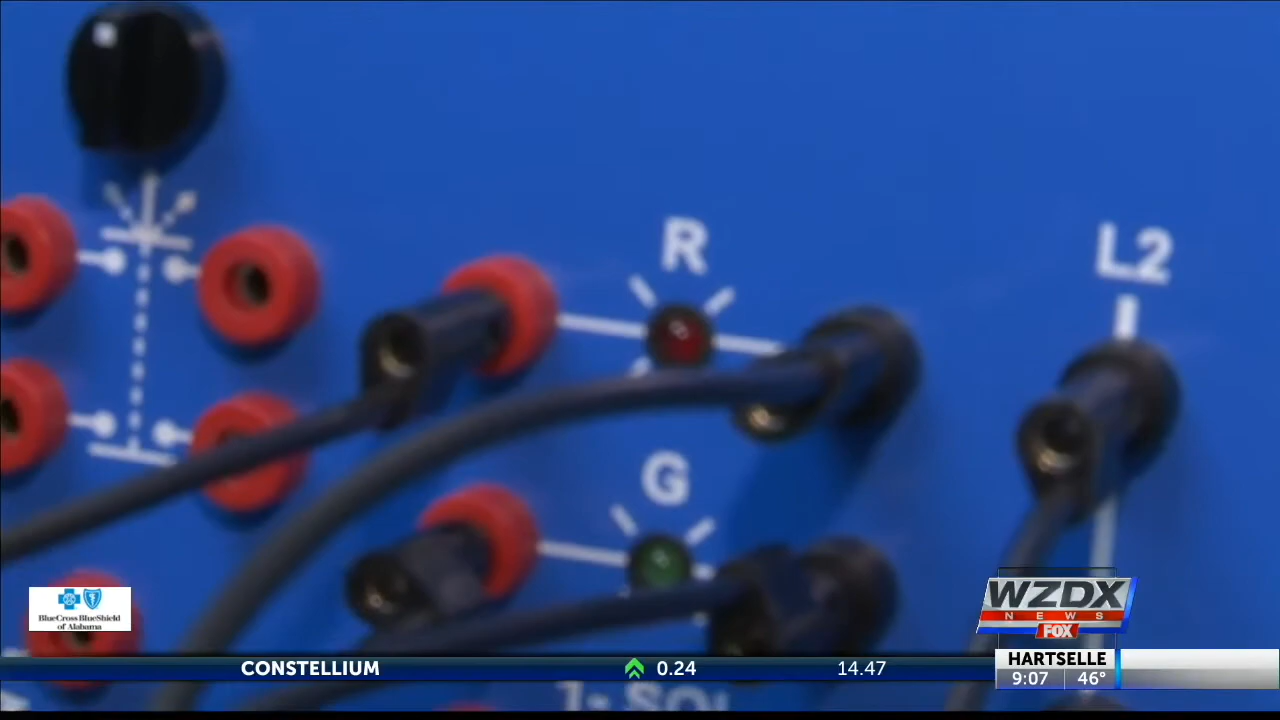 R
L2
G
BlueCross BlueShield
of Alabama
WZDX
NEWS
FOX
CONSTELLIUM 0.24 14.47
HARTSELLE
9:07 46°